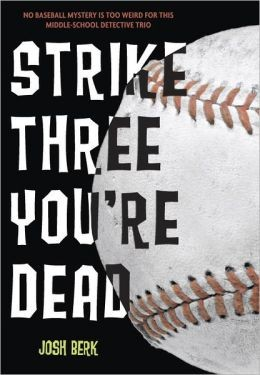 NO BASEBALL MYSTERY IS TOO WEIRD FOR THIS
MIDDLE-SCHOOL DETECTIVE TRIO
STRIKE
THREE
YOU'RE
DEAD
JOSH BERK